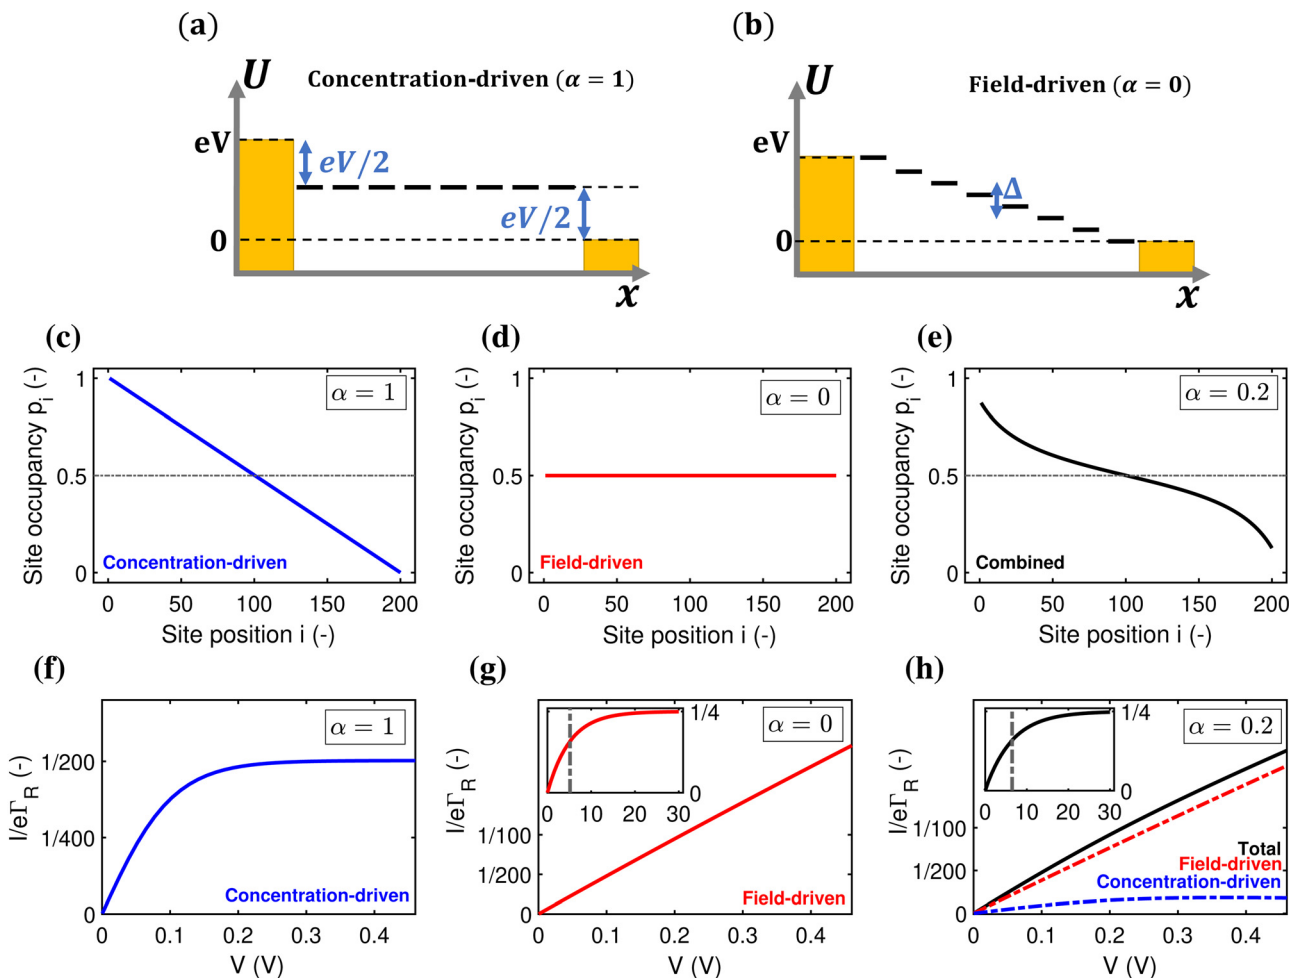 (a)
U
Concentration-driven (α = 1)
eV
eV/2
eV/2
0
x
(b)
U
Field-driven (α = 0)
eV
Δ
0
x
(c)
Site occupancy p_i (-)
1
0.5
0
α = 1
Concentration-driven
0 50 100 150 200
Site position i (-)
(d)
Site occupancy p_i (-)
1
0.5
0
α = 0
Field-driven
0 50 100 150 200
Site position i (-)
(e)
Site occupancy p_i (-)
1
0.5
0
α = 0.2
Combined
0 50 100 150 200
Site position i (-)
(f)
I/eΓ_R (-)
1/200
1/400
0
α = 1
Concentration-driven
0 0.1 0.2 0.3 0.4
V (V)
(g)
I/eΓ_R (-)
1/100
1/200
0
1/4
0
0 10 20 30
α = 0
Field-driven
0 0.1 0.2 0.3 0.4
V (V)
(h)
I/eΓ_R (-)
1/100
1/200
0
1/4
0
0 10 20 30
α = 0.2
Total
Field-driven
Concentration-driven
0 0.1 0.2 0.3 0.4
V (V)